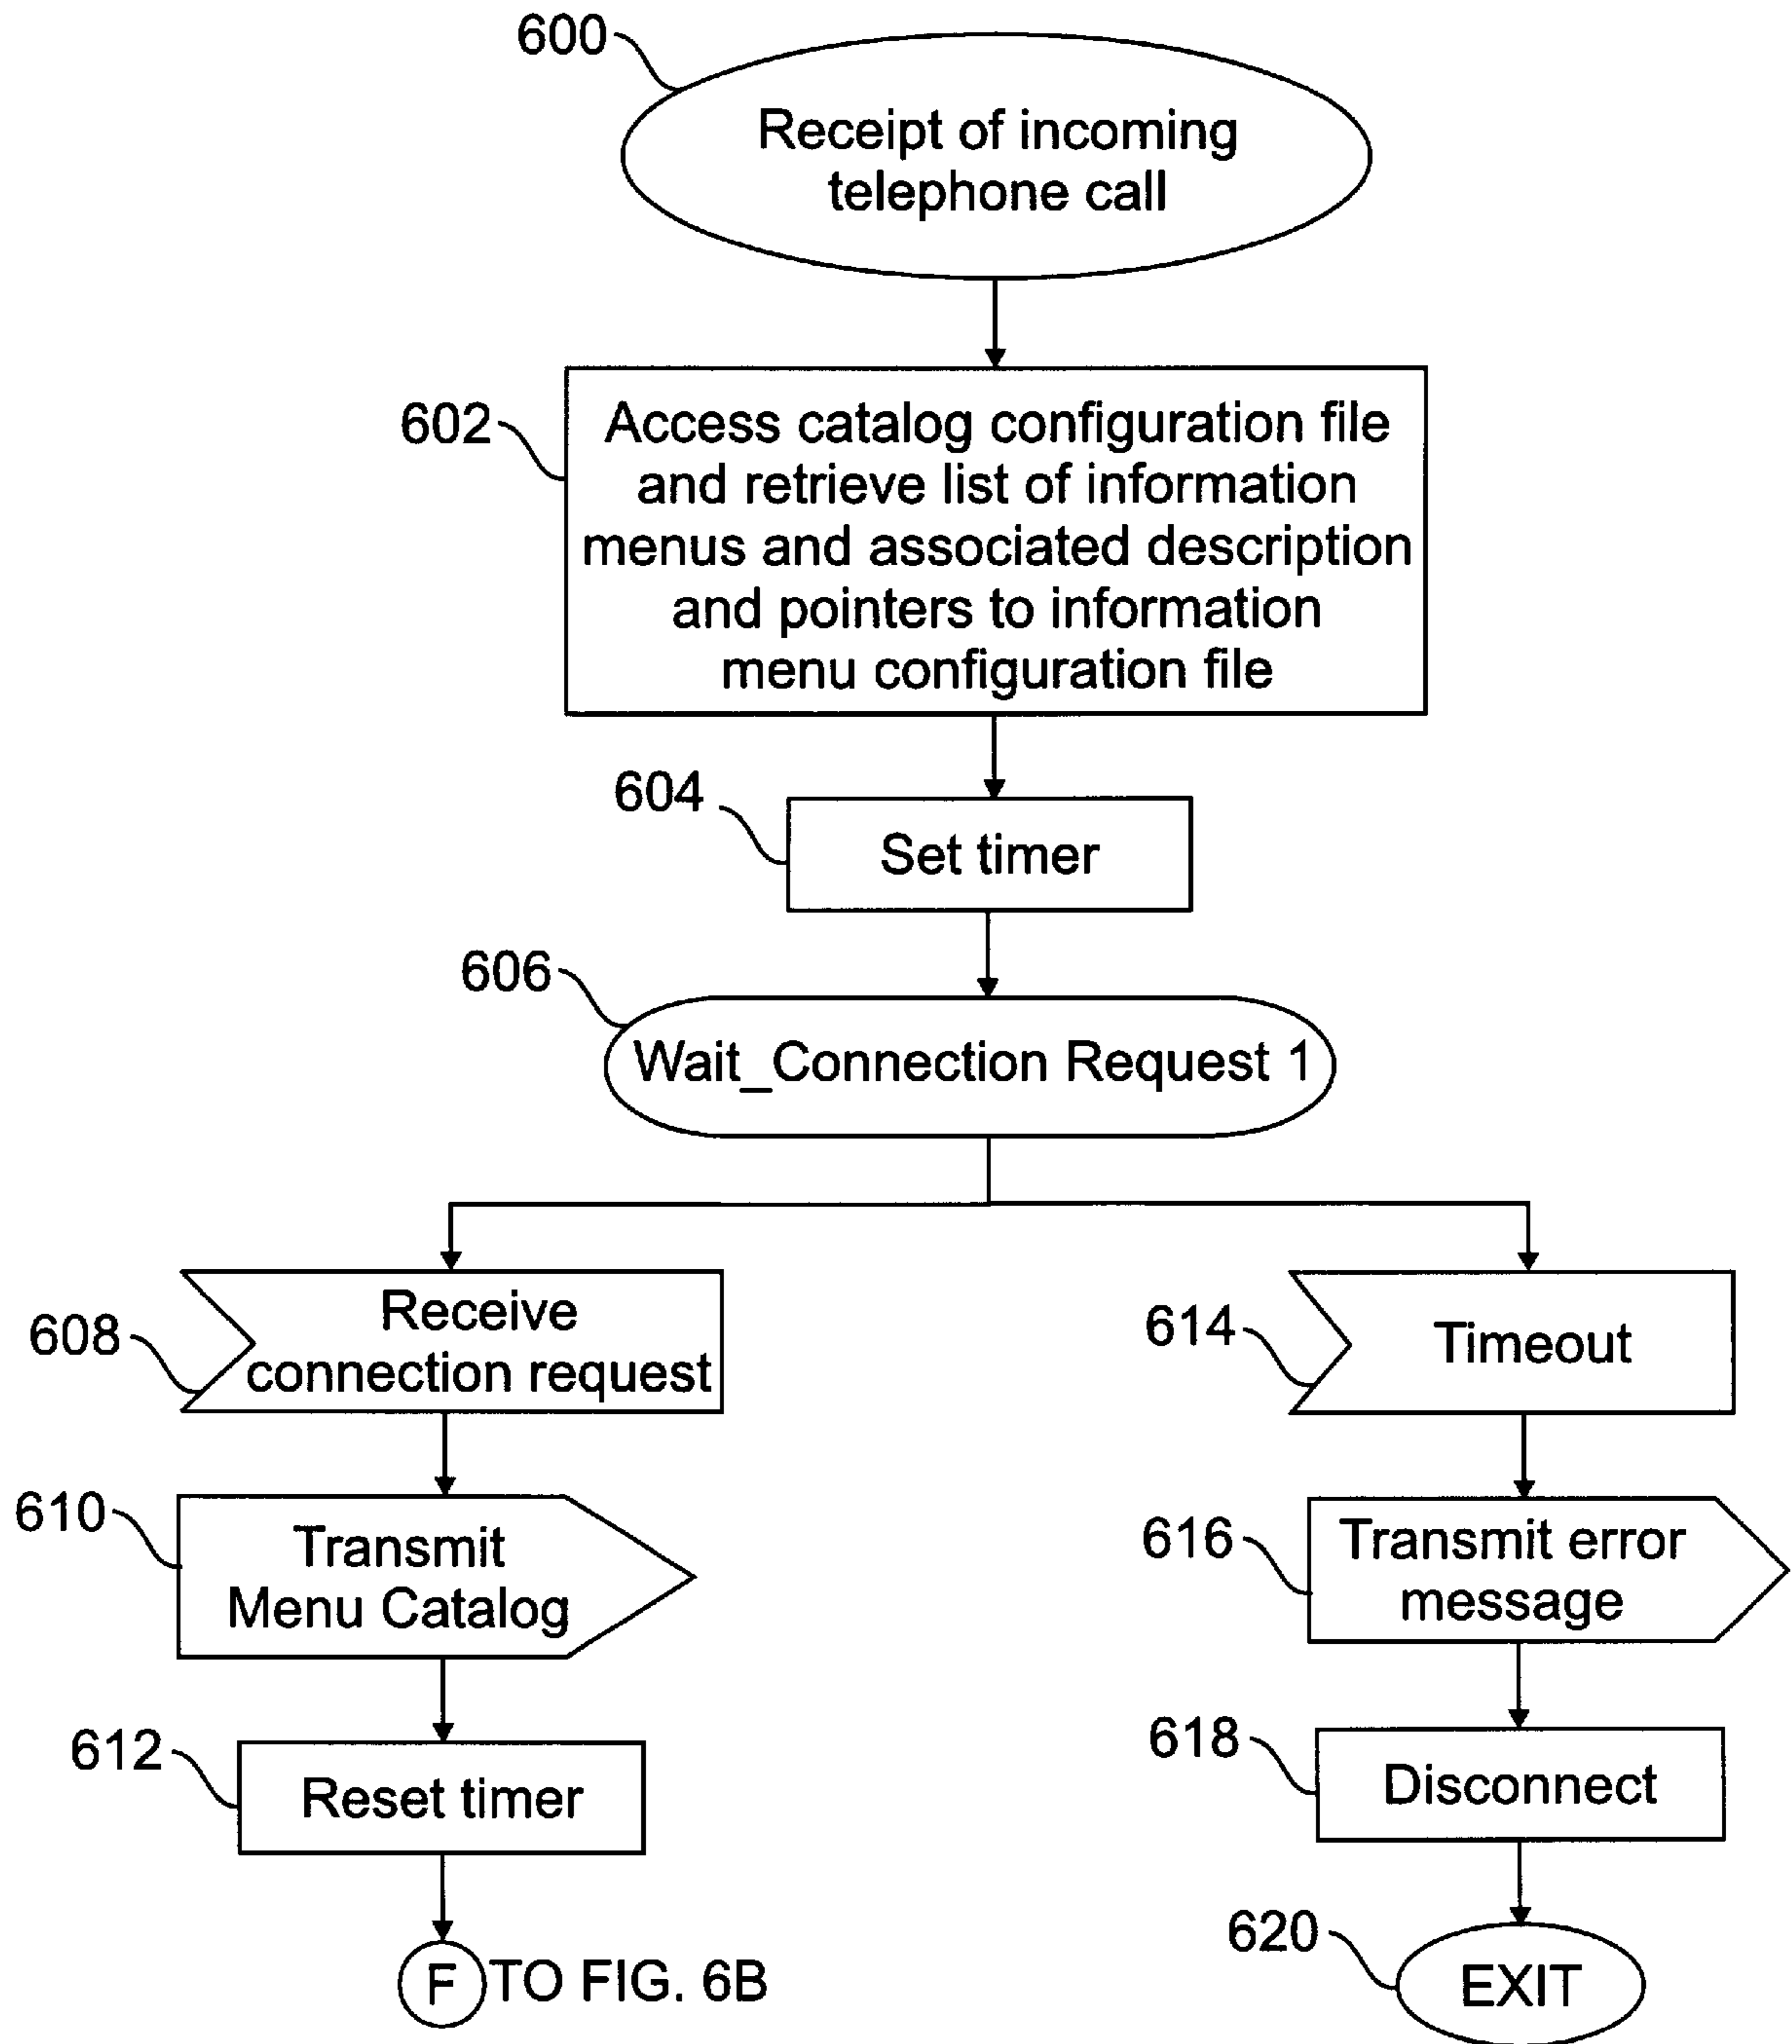 600
Receipt of incoming
telephone call
602
Access catalog configuration file
and retrieve list of information
menus and associated description
and pointers to information
menu configuration file
604
Set timer
606
Wait_Connection Request 1
608
Receive
connection request
610
Transmit
Menu Catalog
612
Reset timer
F TO FIG. 6B
614
Timeout
616
Transmit error
message
618
Disconnect
620
EXIT